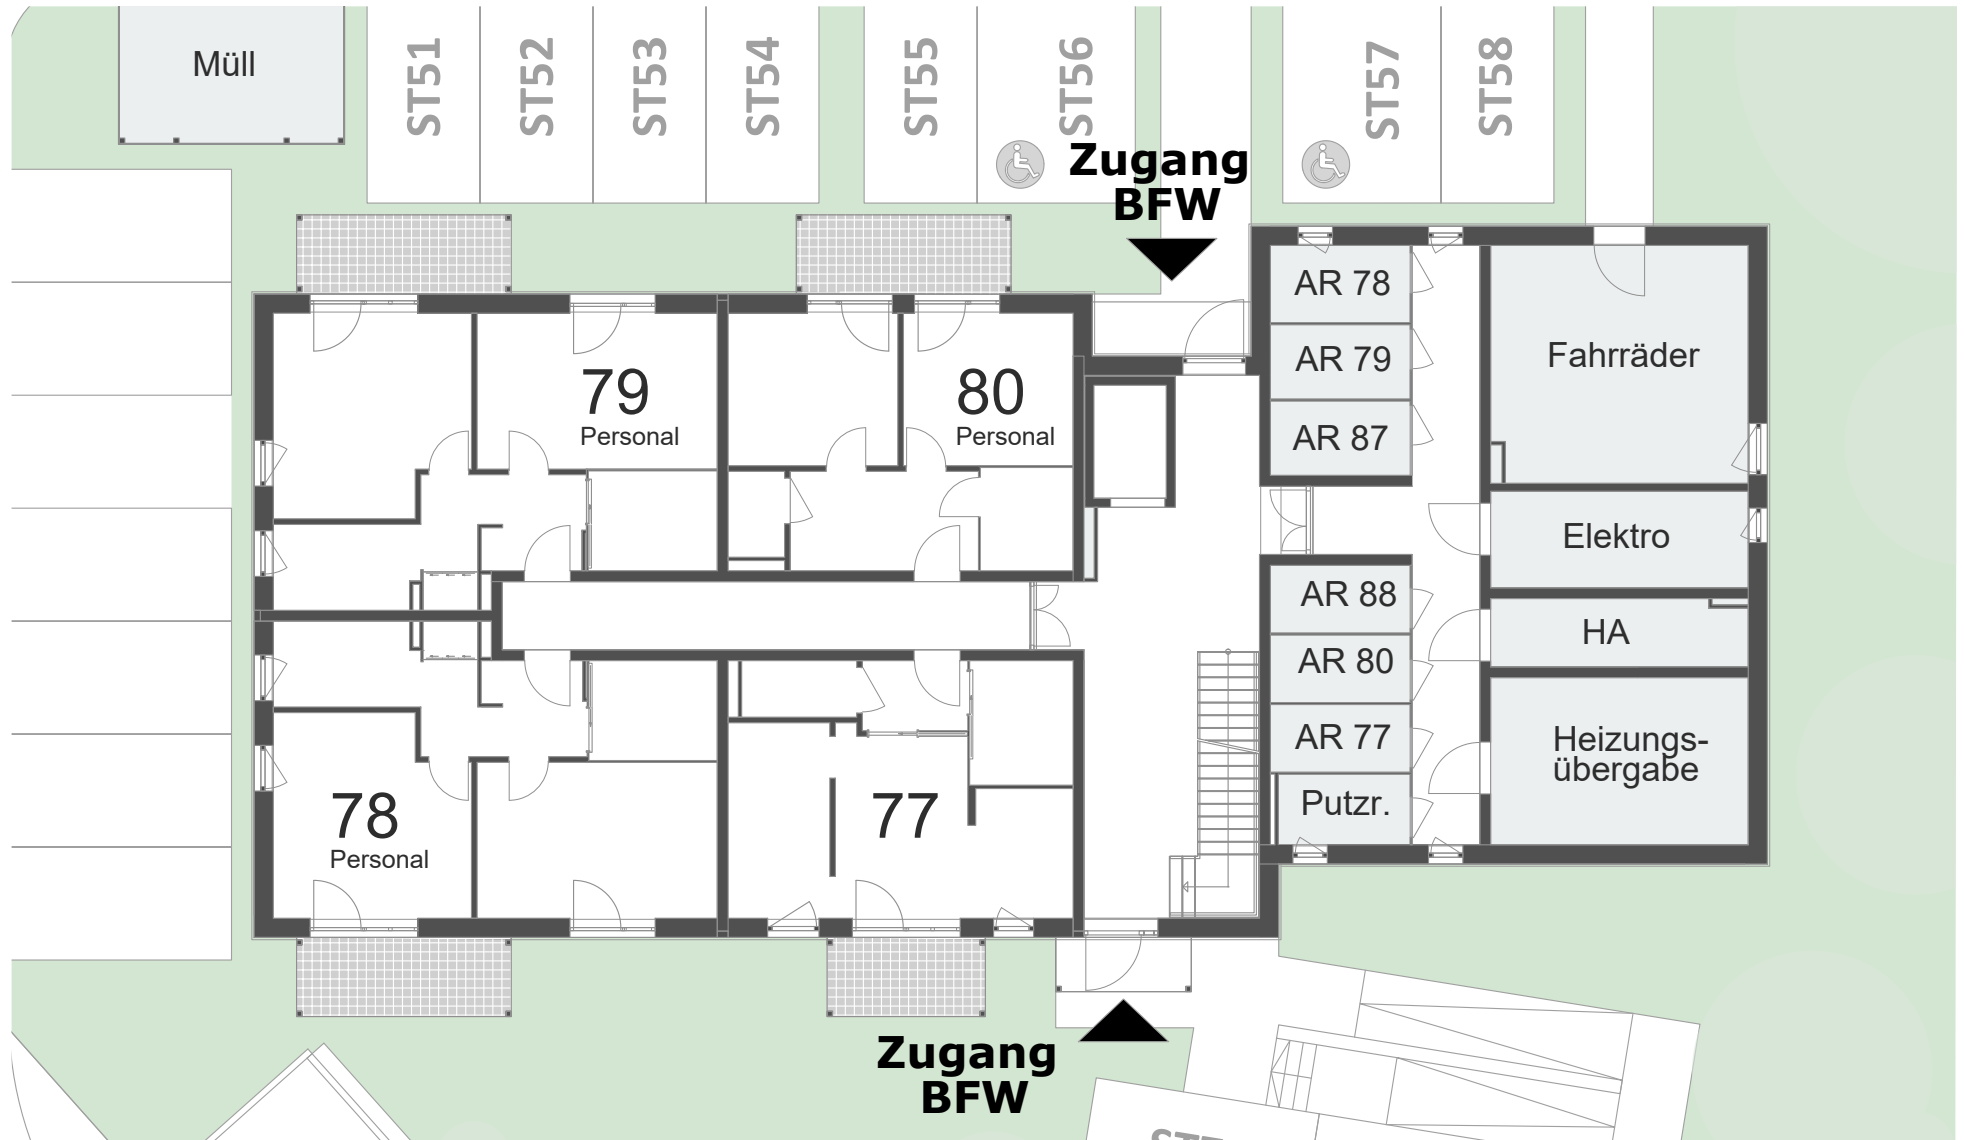 Müll
ST51
ST52
ST53
ST54
ST55
ST56
ST57
ST58
Zugang
BFW
AR 78
AR 79
AR 87
Fahrräder
79
Personal
80
Personal
Elektro
AR 88
HA
AR 80
AR 77
Heizungs-
übergabe
Putzr.
78
Personal
77
Zugang
BFW